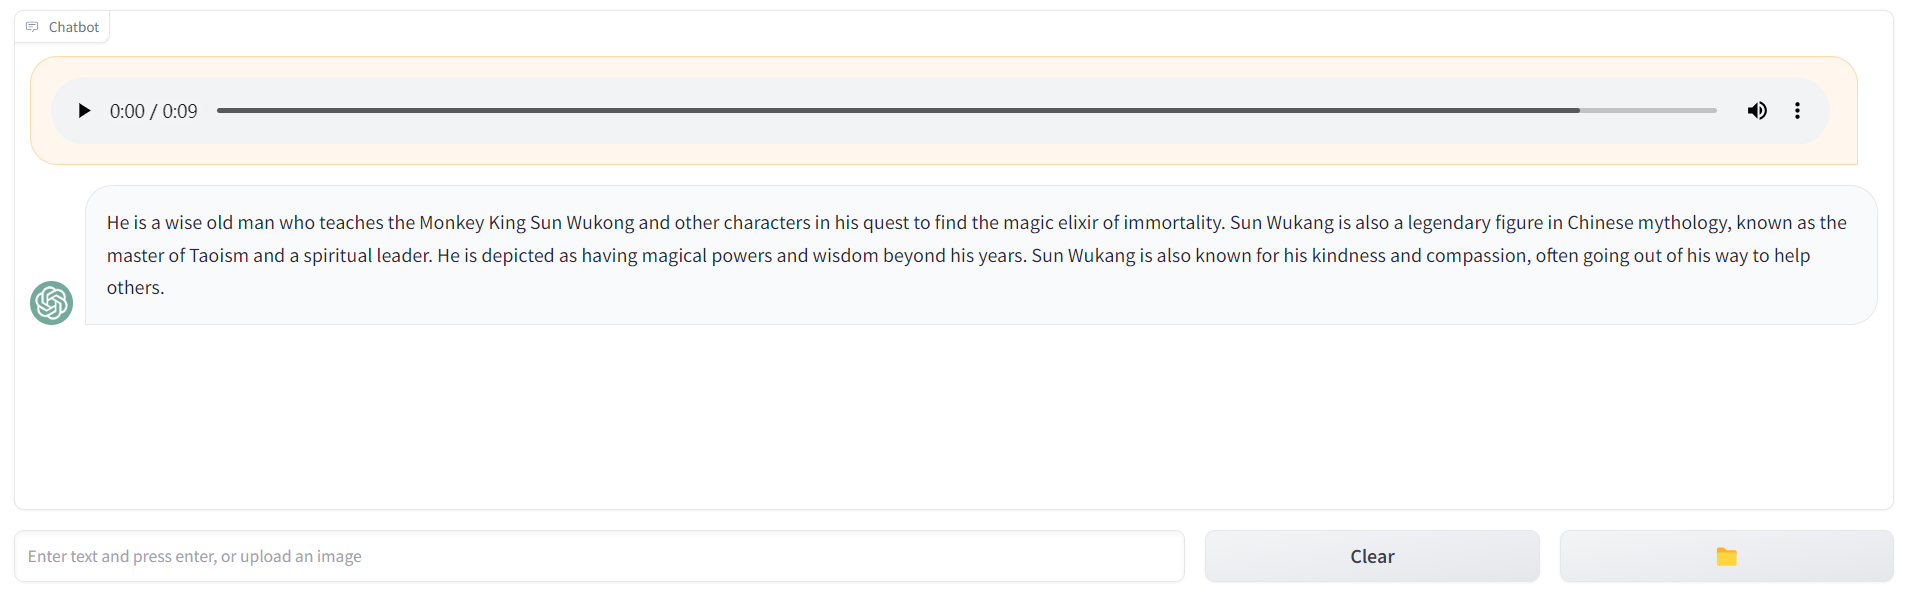 Chatbot
0:00 / 0:09
He is a wise old man who teaches the Monkey King Sun Wukong and other characters in his quest to find the magic elixir of immortality. Sun Wukang is also a legendary figure in Chinese mythology, known as the
master of Taoism and a spiritual leader. He is depicted as having magical powers and wisdom beyond his years. Sun Wukang is also known for his kindness and compassion, often going out of his way to help
others.
Enter text and press enter, or upload an image
Clear